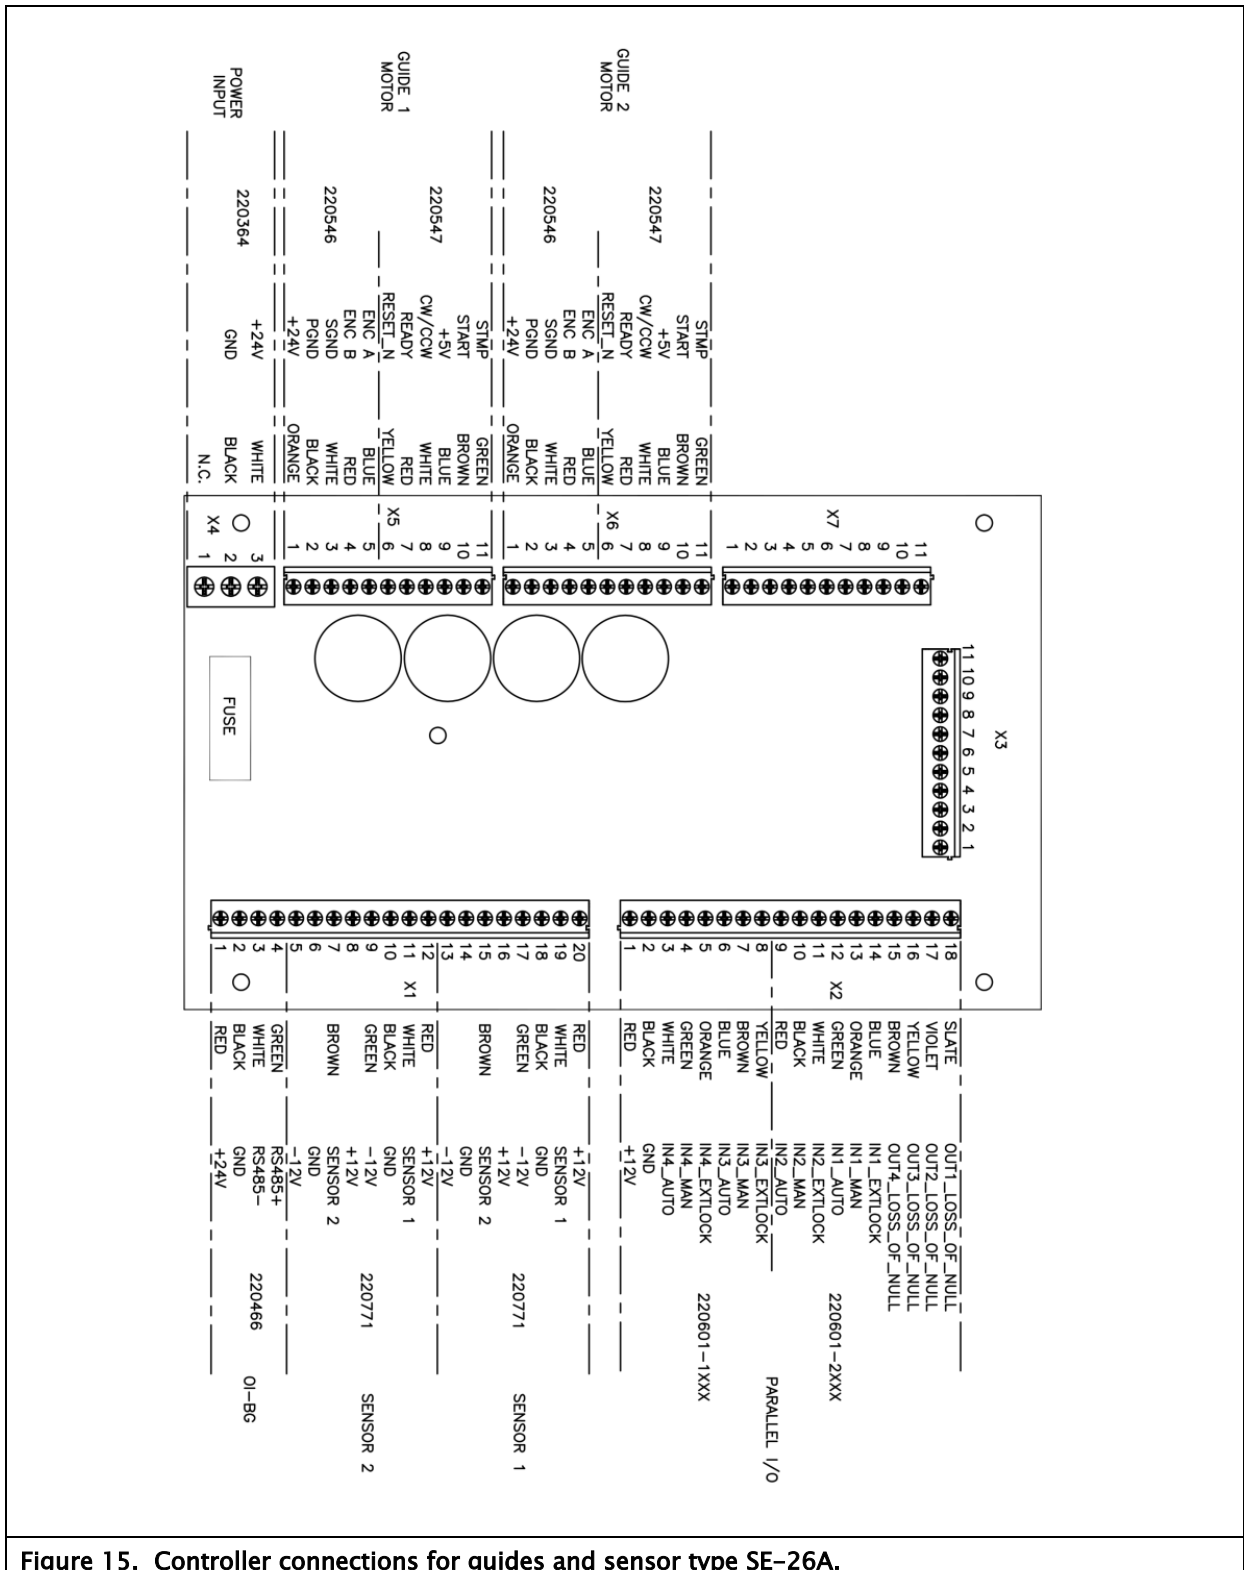 X3
11 10 9 8 7 6 5 4 3 2 1
X7
11
10
9
8
7
6
5
4
3
2
1
GUIDE 2
MOTOR
220547
220546
STMP GREEN 11
START BROWN 10
+5V BLUE 9
CW/CCW WHITE 8
READY RED 7
RESET_N YELLOW 6
ENC A BLUE 5
ENC B RED 4
SGND WHITE 3
PGND BLACK 2
+24V ORANGE 1
X6
GUIDE 1
MOTOR
220547
220546
STMP GREEN 11
START BROWN 10
+5V BLUE 9
CW/CCW WHITE 8
READY RED 7
RESET_N YELLOW 6
ENC A BLUE 5
ENC B RED 4
SGND WHITE 3
PGND BLACK 2
+24V ORANGE 1
X5
POWER
INPUT
220364
+24V WHITE 3
GND BLACK 2
N.C. 1
X4
FUSE
X2
18 SLATE OUT1_LOSS_OF_NULL
17 VIOLET OUT2_LOSS_OF_NULL
16 YELLOW OUT3_LOSS_OF_NULL
15 BROWN OUT4_LOSS_OF_NULL
14 BLUE IN1_EXTLOCK
13 ORANGE IN1_MAN
12 GREEN IN1_AUTO
11 WHITE IN2_EXTLOCK
10 BLACK IN2_MAN
9 RED IN2_AUTO
8 YELLOW IN3_EXTLOCK
7 BROWN IN3_MAN
6 BLUE IN3_AUTO
5 ORANGE IN4_EXTLOCK
4 GREEN IN4_MAN
3 WHITE IN4_AUTO
2 BLACK GND
1 RED +12V
220601-2XXX
220601-1XXX
PARALLEL I/O
X1
20 RED +12V
19 WHITE SENSOR 1
18 BLACK GND
17 GREEN -12V
16 +12V
15 BROWN SENSOR 2
14 GND
13 -12V
220771
SENSOR 1
12 RED +12V
11 WHITE SENSOR 1
10 BLACK GND
9 GREEN -12V
8 +12V
7 BROWN SENSOR 2
6 GND
5 -12V
220771
SENSOR 2
4 GREEN RS485+
3 WHITE RS485-
2 BLACK GND
1 RED +24V
220466
OI-BG
Figure 15. Controller connections for guides and sensor type SE-26A.